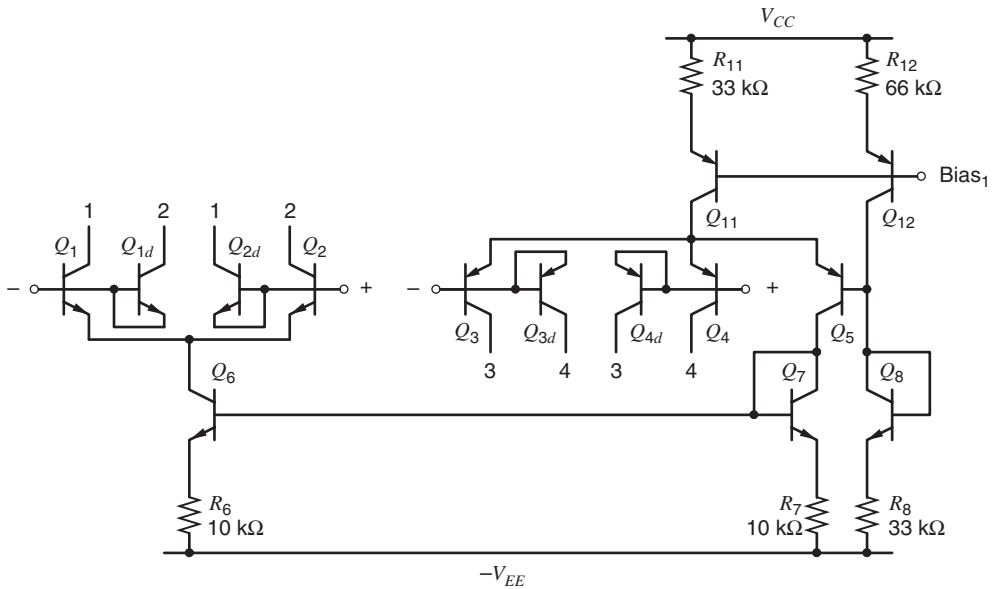 V_CC
R_11
33 kΩ
R_12
66 kΩ
Bias_1
Q_11
Q_12
1
2
1
2
Q_1
Q_1d
Q_2d
Q_2
−
+
−
+
Q_3
Q_3d
Q_4d
Q_4
Q_5
3
4
3
4
Q_6
Q_7
Q_8
R_6
10 kΩ
R_7
10 kΩ
R_8
33 kΩ
−V_EE